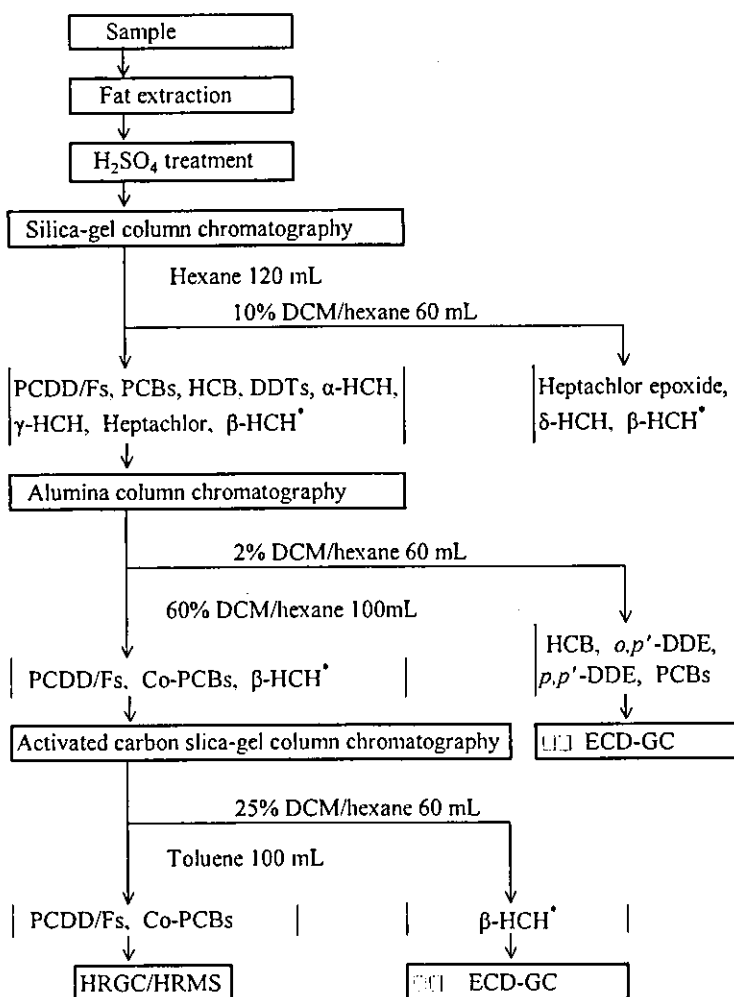 Sample
Fat extraction
H₂SO₄ treatment
Silica-gel column chromatography
Hexane 120 mL
10% DCM/hexane 60 mL
PCDD/Fs, PCBs, HCB, DDTs, α-HCH,
γ-HCH, Heptachlor, β-HCH*
Heptachlor epoxide,
δ-HCH, β-HCH*
Alumina column chromatography
2% DCM/hexane 60 mL
60% DCM/hexane 100mL
HCB, o,p'-DDE,
p,p'-DDE, PCBs
PCDD/Fs, Co-PCBs, β-HCH*
Activated carbon slica-gel column chromatography
ECD-GC
25% DCM/hexane 60 mL
Toluene 100 mL
PCDD/Fs, Co-PCBs
β-HCH*
HRGC/HRMS
ECD-GC